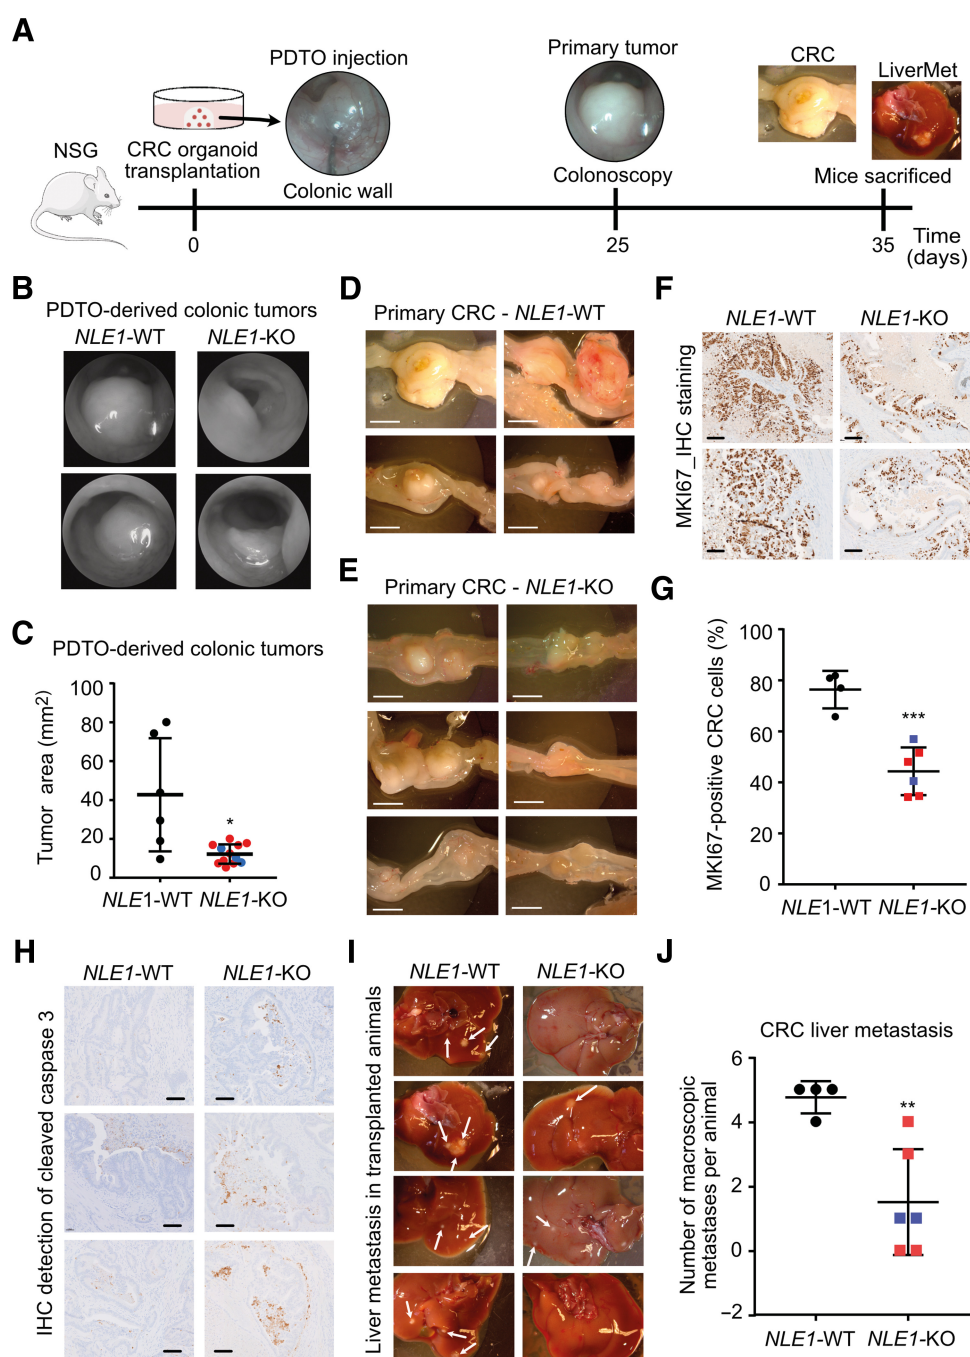 A
PDTO injection
Primary tumor
CRC
LiverMet
NSG
CRC organoid
transplantation
Colonic wall
Colonoscopy
Mice sacrificed
0
25
35
Time
(days)
B
PDTO-derived colonic tumors
NLE1-WT
NLE1-KO
C
PDTO-derived colonic tumors
Tumor area (mm2)
100
80
60
40
20
0
*
NLE1-WT
NLE1-KO
D
Primary CRC - NLE1-WT
E
Primary CRC - NLE1-KO
F
NLE1-WT
NLE1-KO
MKI67_IHC staining
G
MKI67-positive CRC cells (%)
100
80
60
40
20
0
***
NLE1-WT
NLE1-KO
H
NLE1-WT
NLE1-KO
IHC detection of cleaved caspase 3
I
NLE1-WT
NLE1-KO
Liver metastasis in transplanted animals
J
CRC liver metastasis
Number of macroscopic
metastases per animal
6
4
2
0
−2
**
NLE1-WT
NLE1-KO